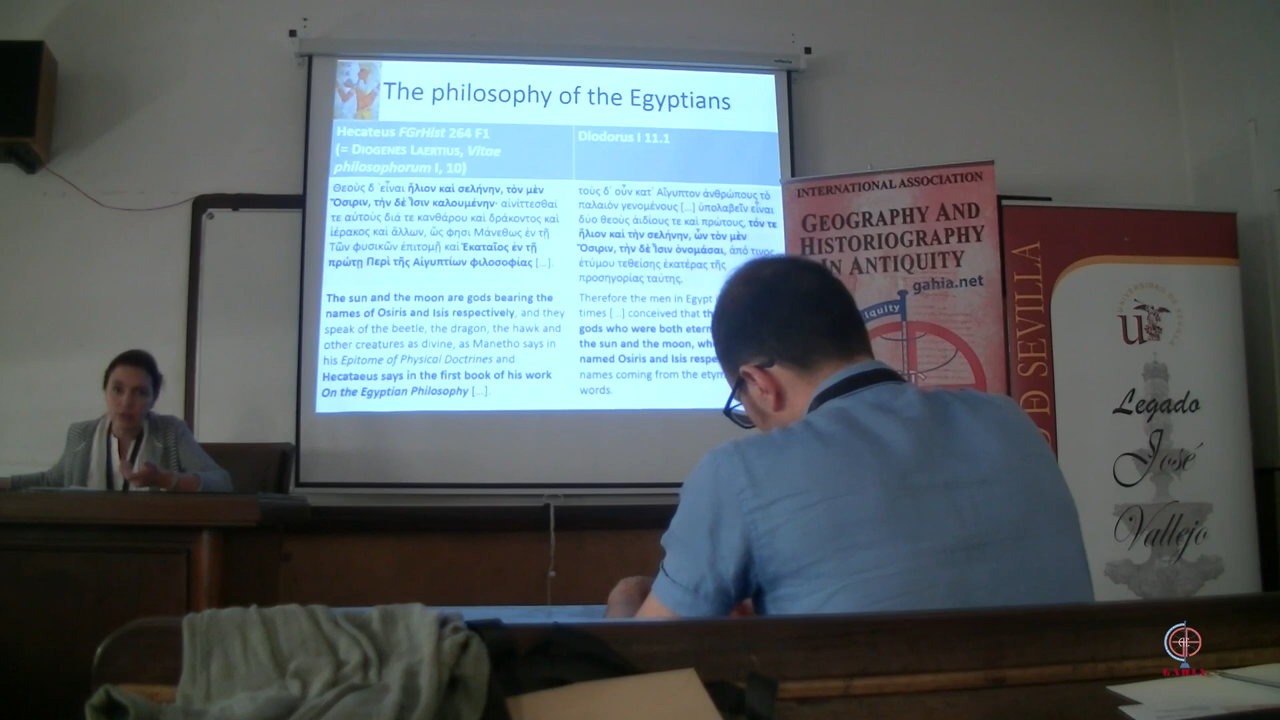 The philosophy of the Egyptians
Hecateus FGrHist 264 F1
(= DIOGENES LAERTIUS, Vitae
philosophorum I, 10)
Diodorus I 11.1
Θεοὺς δ᾽ εἶναι ἥλιον καὶ σελήνην, τὸν μὲν
Ὄσιριν, τὴν δὲ Ἶσιν καλουμένην· αἰνίττεσθαί
τε αὐτοὺς διά τε κανθάρου καὶ δράκοντος καὶ
ἱέρακος καὶ ἄλλων, ὥς φησι Μάνεθως ἐν τῇ
Τῶν φυσικῶν ἐπιτομῇ καὶ Ἑκαταῖος ἐν τῇ
πρώτῃ Περὶ τῆς Αἰγυπτίων φιλοσοφίας [...].
The sun and the moon are gods bearing the
names of Osiris and Isis respectively, and they
speak of the beetle, the dragon, the hawk and
other creatures as divine, as Manetho says in
his Epitome of Physical Doctrines and
Hecataeus says in the first book of his work
On the Egyptian Philosophy [...].
τοὺς δ᾽ οὖν κατ᾽ Αἴγυπτον ἀνθρώπους τὸ
παλαιὸν γενομένους [...] ὑπολαβεῖν εἶναι
δύο θεοὺς ἀιδίους τε καὶ πρώτους, τόν τε
ἥλιον καὶ τὴν σελήνην, ὧν τὸν μὲν
Ὄσιριν, τὴν δὲ Ἶσιν ὀνομάσαι, ἀπό τινος
ἐτύμου τεθείσης ἑκατέρας τῆς
προσηγορίας ταύτης.
Therefore the men in Egypt
times [...] conceived that
gods who were both
the sun and the moon,
named Osiris and Isis
names coming from the
words.
INTERNATIONAL ASSOCIATION
GEOGRAPHY AND
HISTORIOGRAPHY
IN ANTIQUITY
gahia.net
iquity
D SEVILLA
U
Legado
José
Vallejo
GAHIA